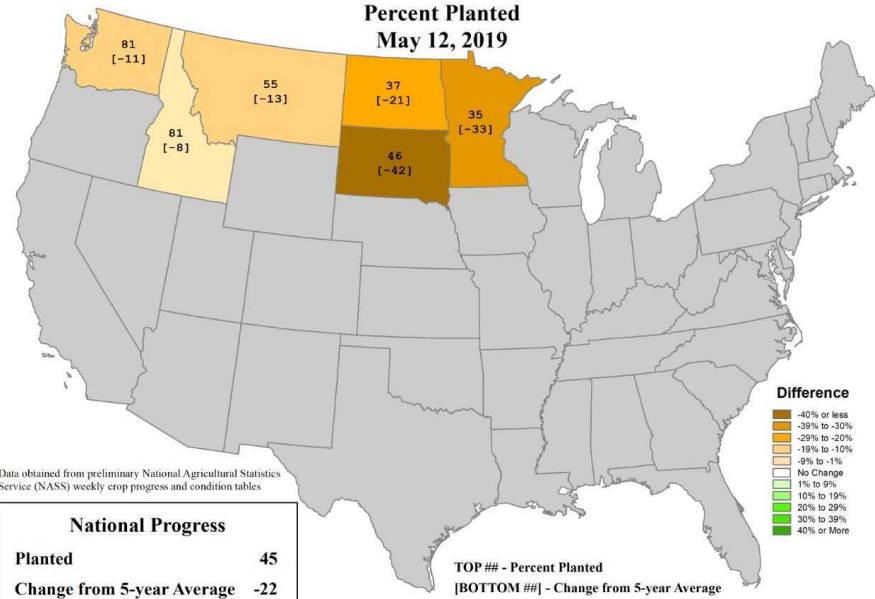 Percent Planted
May 12, 2019
81
[-11]
55
[-13]
37
[-21]
35
[-33]
81
[-8]
46
[-42]
Difference
-40% or less
-39% to -30%
-29% to -20%
-19% to -10%
-9% to -1%
No Change
1% to 9%
10% to 19%
20% to 29%
30% to 39%
40% or More
Data obtained from preliminary National Agricultural Statistics
Service (NASS) weekly crop progress and condition tables
National Progress
Planted 45
Change from 5-year Average -22
TOP ## - Percent Planted
[BOTTOM ##] - Change from 5-year Average